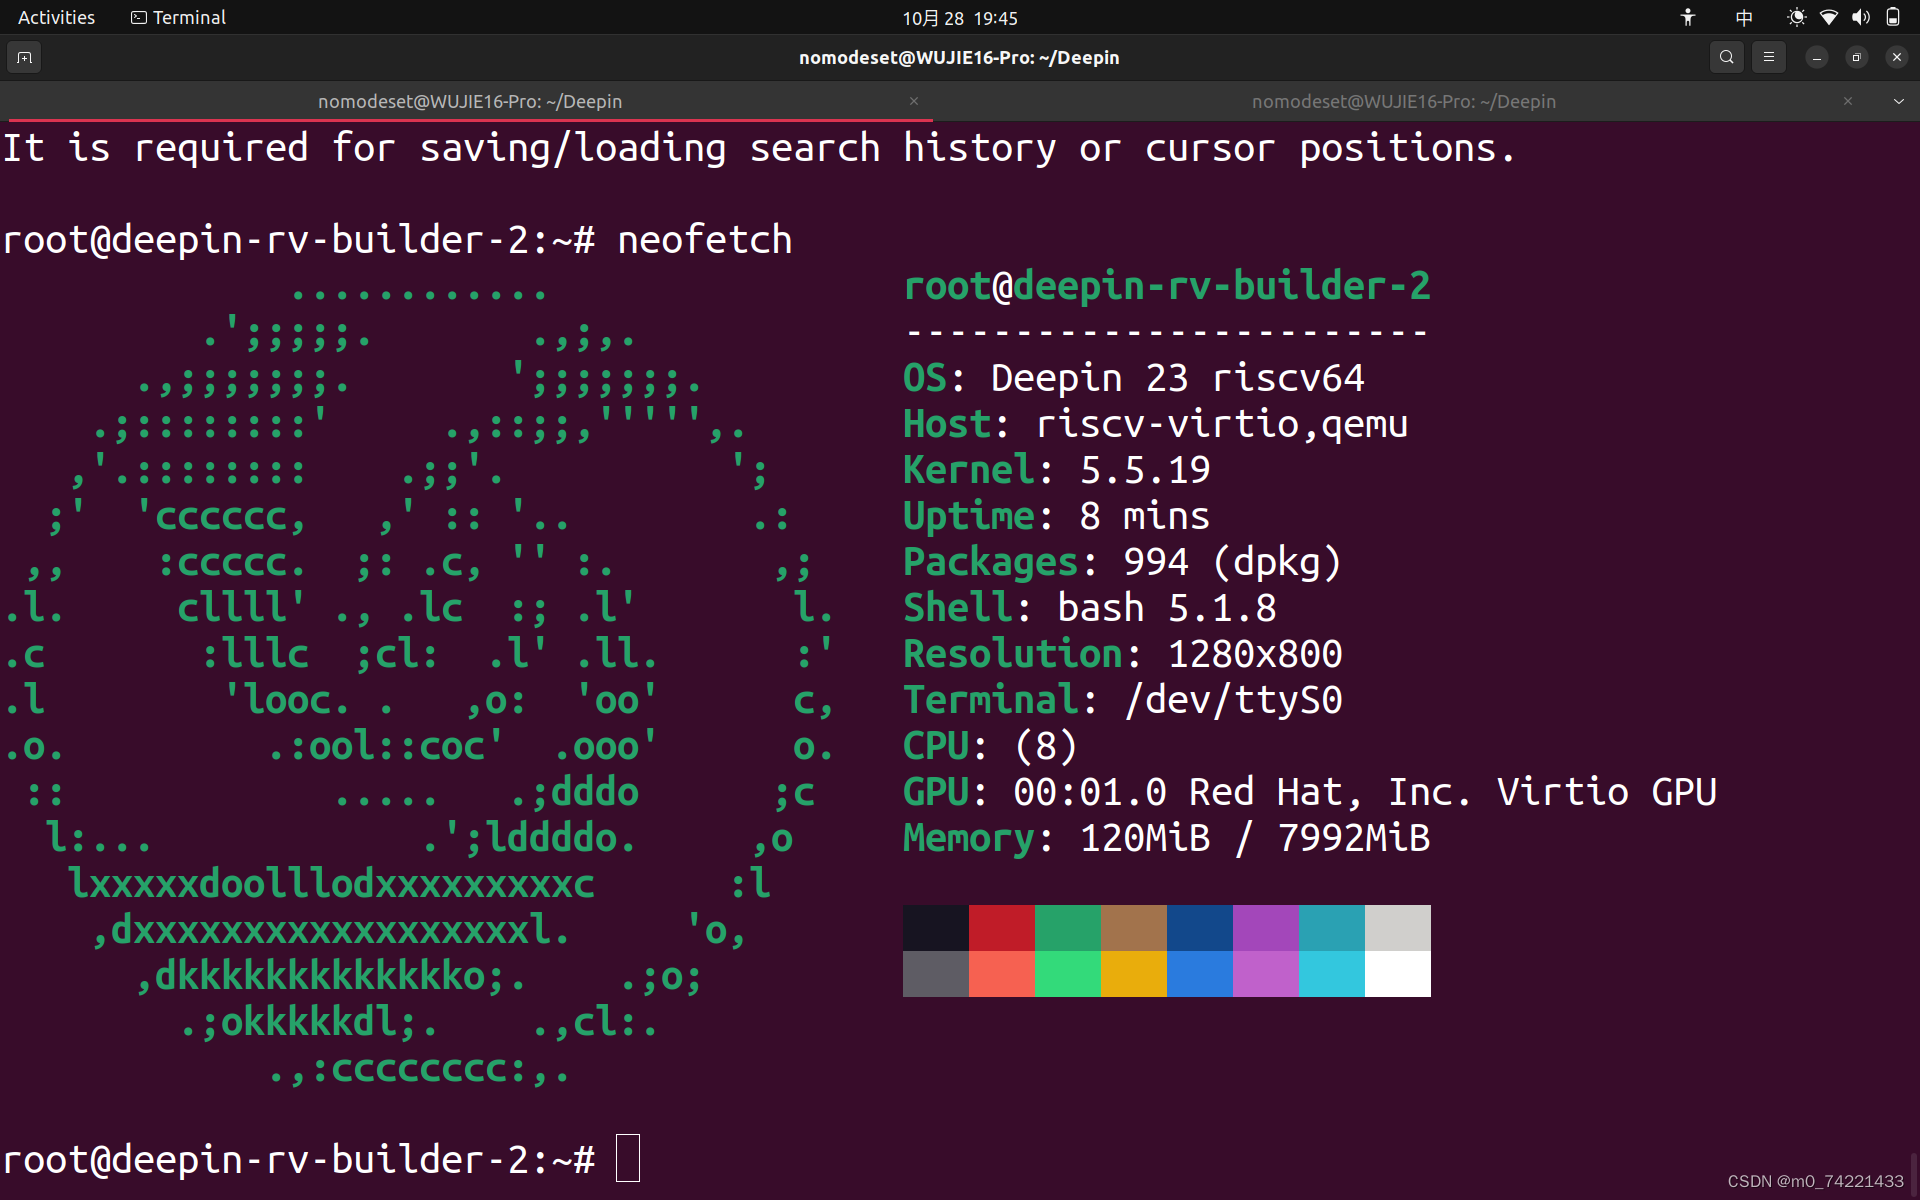 Activities Terminal 10月 28 19:45 中
nomodeset@WUJIE16-Pro: ~/Deepin
nomodeset@WUJIE16-Pro: ~/Deepin × nomodeset@WUJIE16-Pro: ~/Deepin ×
It is required for saving/loading search history or cursor positions.
root@deepin-rv-builder-2:~# neofetch
             ............                root@deepin-rv-builder-2
         .';;;;;.       .,;,.            ------------------------
      .,;;;;;;;.       ';;;;;;;.         OS: Deepin 23 riscv64
    .;::::::::'     .,::;;,''''',.       Host: riscv-virtio,qemu
   ,'.::::::::    .;;'.          ';      Kernel: 5.5.19
  ;'  'cccccc,   ,' :: '..        .:     Uptime: 8 mins
 ,,    :ccccc.  ;: .c, '' :.       ,;    Packages: 994 (dpkg)
.l.     cllll' ., .lc  :; .l'       l.   Shell: bash 5.1.8
.c       :lllc  ;cl:  .l' .ll.      :'   Resolution: 1280x800
.l        'looc. .   ,o:  'oo'      c,   Terminal: /dev/ttyS0
.o.         .:ool::coc'  .ooo'      o.   CPU: (8)
 ::            .....   .;dddo      ;c    GPU: 00:01.0 Red Hat, Inc. Virtio GPU
  l:...            .';lddddo.     ,o     Memory: 120MiB / 7992MiB
   lxxxxxdoolllodxxxxxxxxxc      :l
    ,dxxxxxxxxxxxxxxxxxxl.     'o,
      ,dkkkkkkkkkkkkko;.    .;o;
        .;okkkkkdl;.    .,cl:.
            .,:cccccccc:,.
root@deepin-rv-builder-2:~#
CSDN @m0_74221433